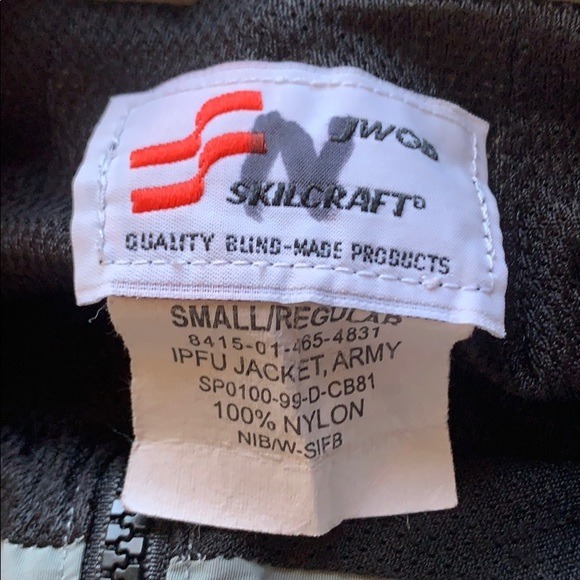 JWOD
N
SKILCRAFT®
QUALITY BLIND-MADE PRODUCTS
SMALL/REGULAR
8415-01-465-4831
IPFU JACKET, ARMY
SP0100-99-D-CB81
100% NYLON
NIB/W-SIFB